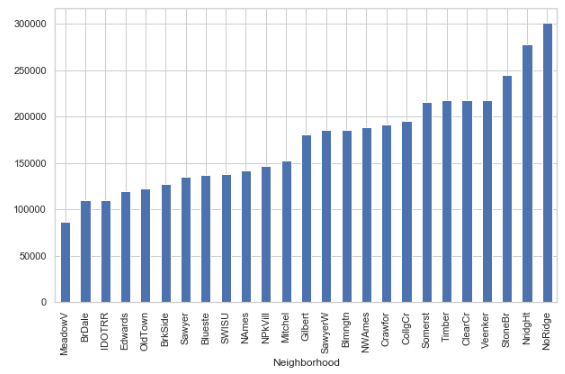 300000
250000
200000
150000
100000
50000
0
MeadowV
BrDale
IDOTRR
Edwards
OldTown
BrkSide
Sawyer
Blueste
SWISU
NAmes
NPkVill
Mitchel
Gilbert
SawyerW
Blmngtn
NWAmes
Crawfor
CollgCr
Somerst
Timber
ClearCr
Veenker
StoneBr
NridgHt
NoRidge
Neighborhood